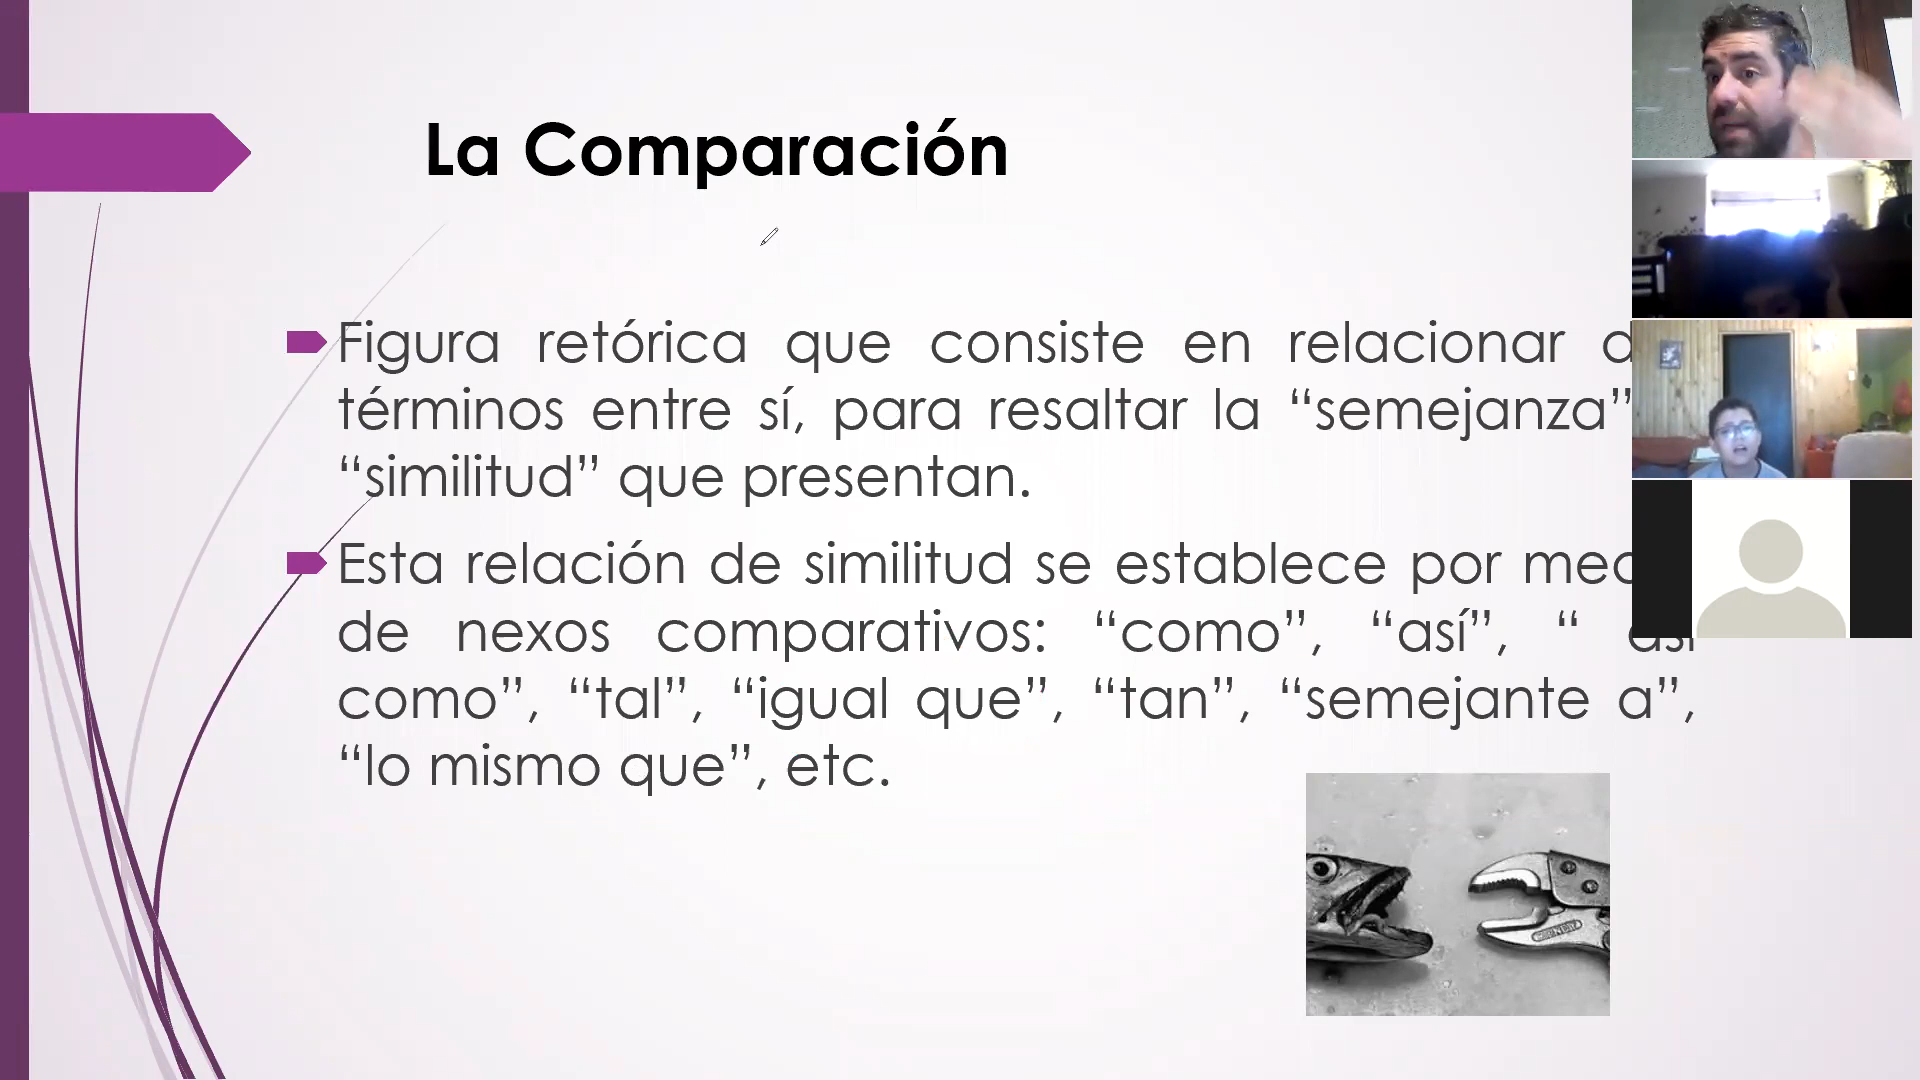 La Comparación
Figura retórica que consiste en relacionar
términos entre sí, para resaltar la “semejanza”
“similitud” que presentan.
Esta relación de similitud se establece por
de nexos comparativos: “como”, “así”, “ así
como”, “tal”, “igual que”, “tan”, “semejante a”,
“lo mismo que”, etc.